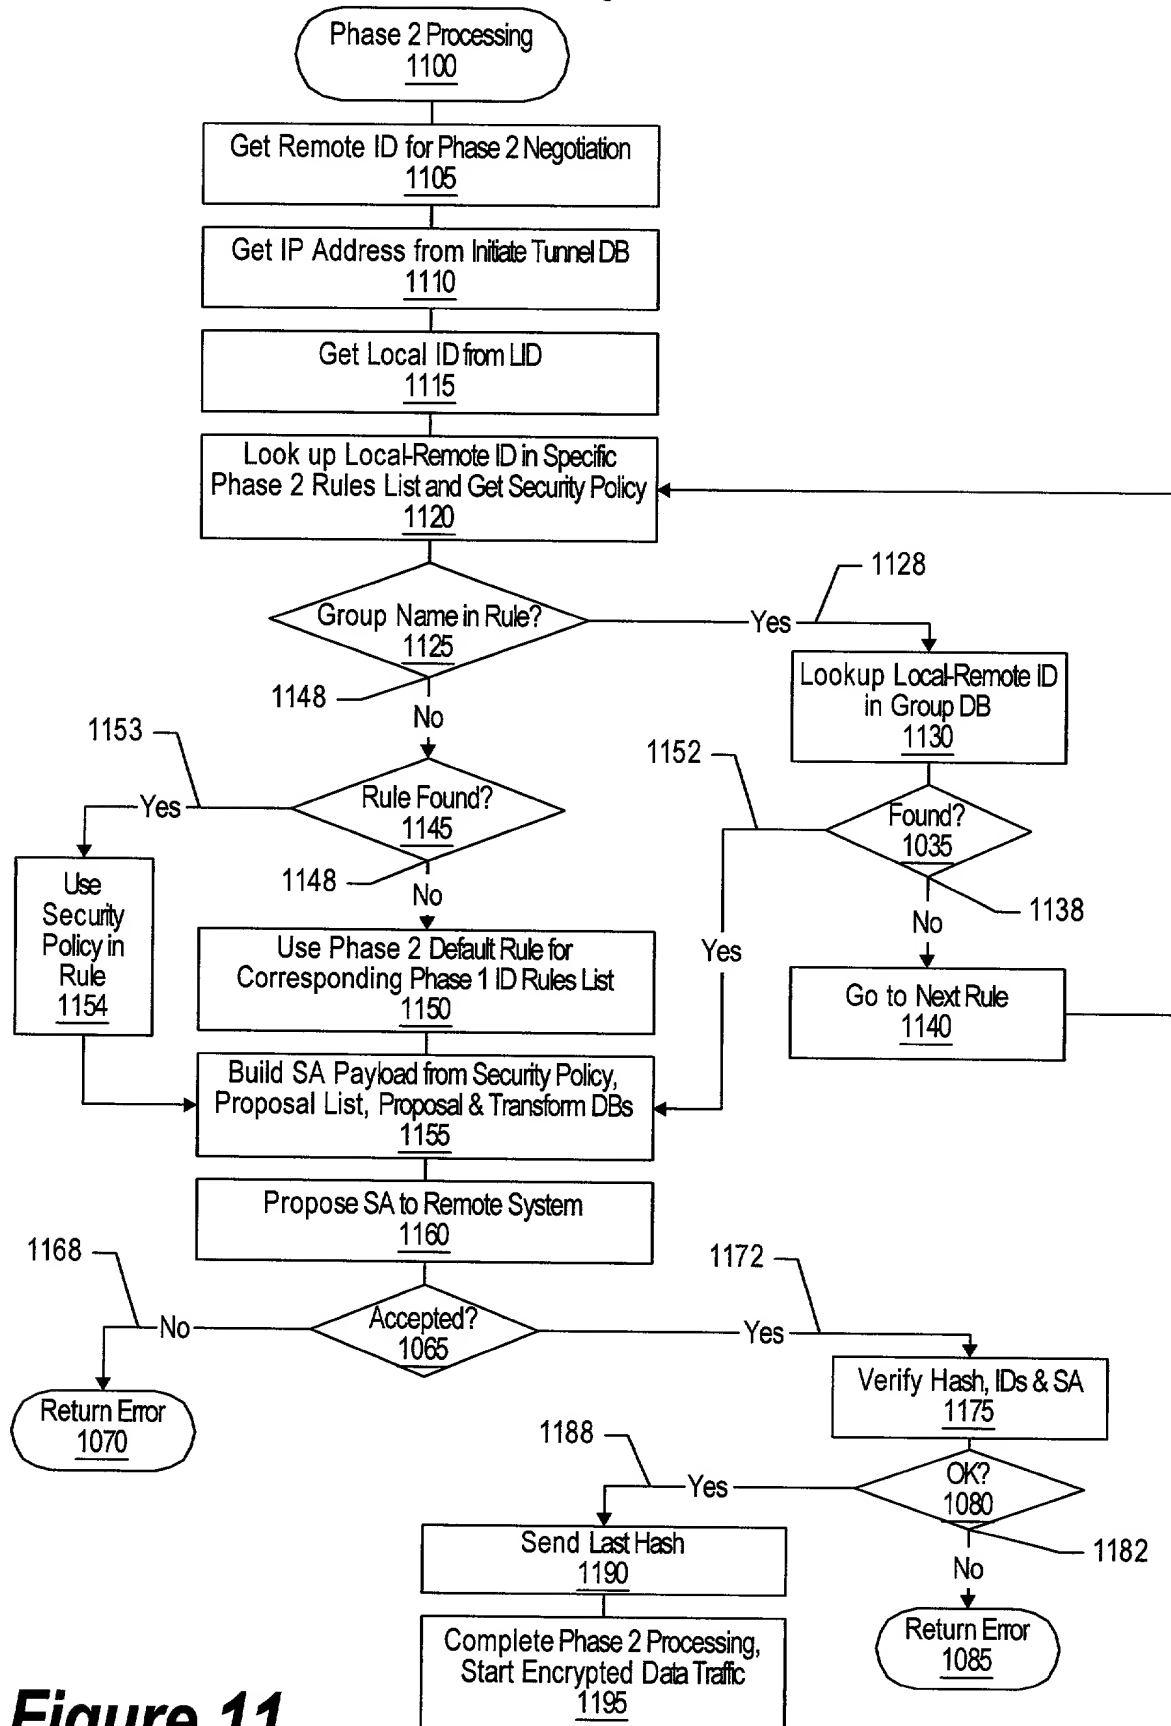 Phase 2 Processing
1100
Get Remote ID for Phase 2 Negotiation
1105
Get IP Address from Initiate Tunnel DB
1110
Get Local ID from LID
1115
Look up Local-Remote ID in Specific
Phase 2 Rules List and Get Security Policy
1120
1128
Group Name in Rule?
1125
Yes
1148
No
Lookup Local-Remote ID
in Group DB
1130
1153
1152
Yes
Rule Found?
1145
Found?
1035
1148
No
1138
No
Yes
Use
Security
Policy in
Rule
1154
Use Phase 2 Default Rule for
Corresponding Phase 1 ID Rules List
1150
Go to Next Rule
1140
Build SA Payload from Security Policy,
Proposal List, Proposal & Transform DBs
1155
Propose SA to Remote System
1160
1168
1172
No
Accepted?
1065
Yes
Return Error
1070
Verify Hash, IDs & SA
1175
1188
Yes
OK?
1080
1182
No
Send Last Hash
1190
Return Error
1085
Complete Phase 2 Processing,
Start Encrypted Data Traffic
1195
Figure 11